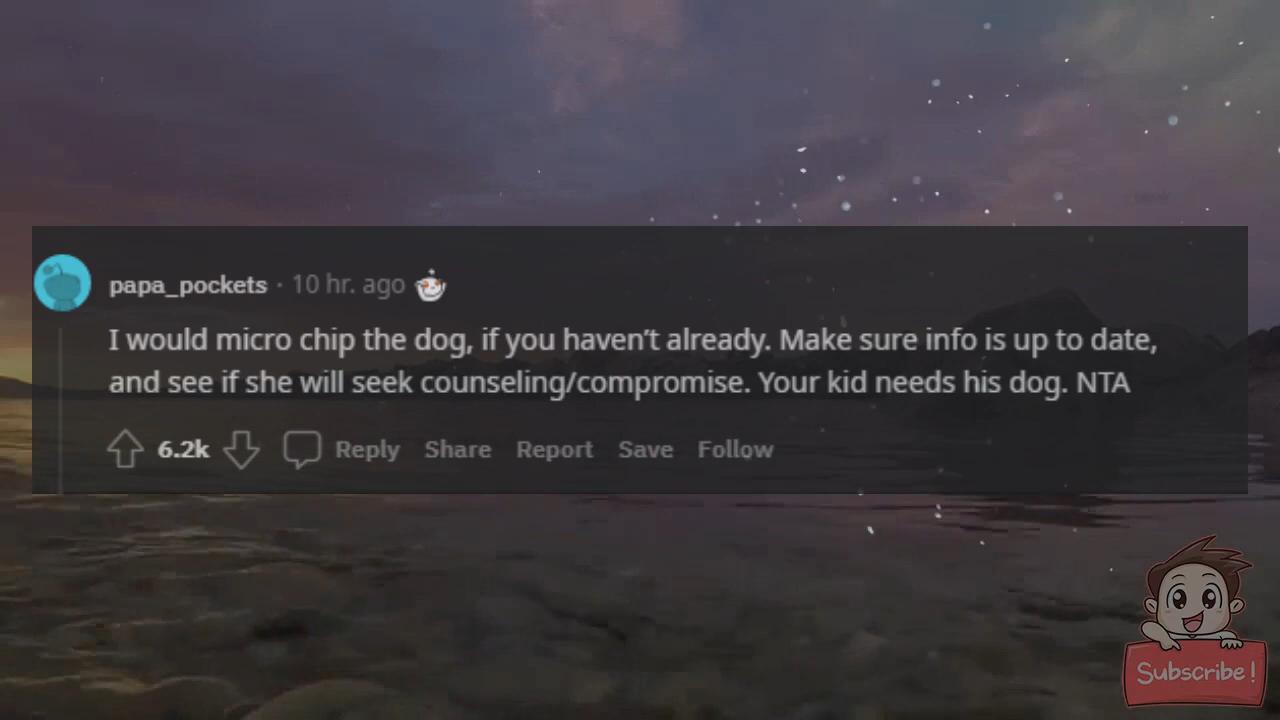 papa_pockets · 10 hr. ago
I would micro chip the dog, if you haven’t already. Make sure info is up to date,
and see if she will seek counseling/compromise. Your kid needs his dog. NTA
6.2k Reply Share Report Save Follow
Subscribe!